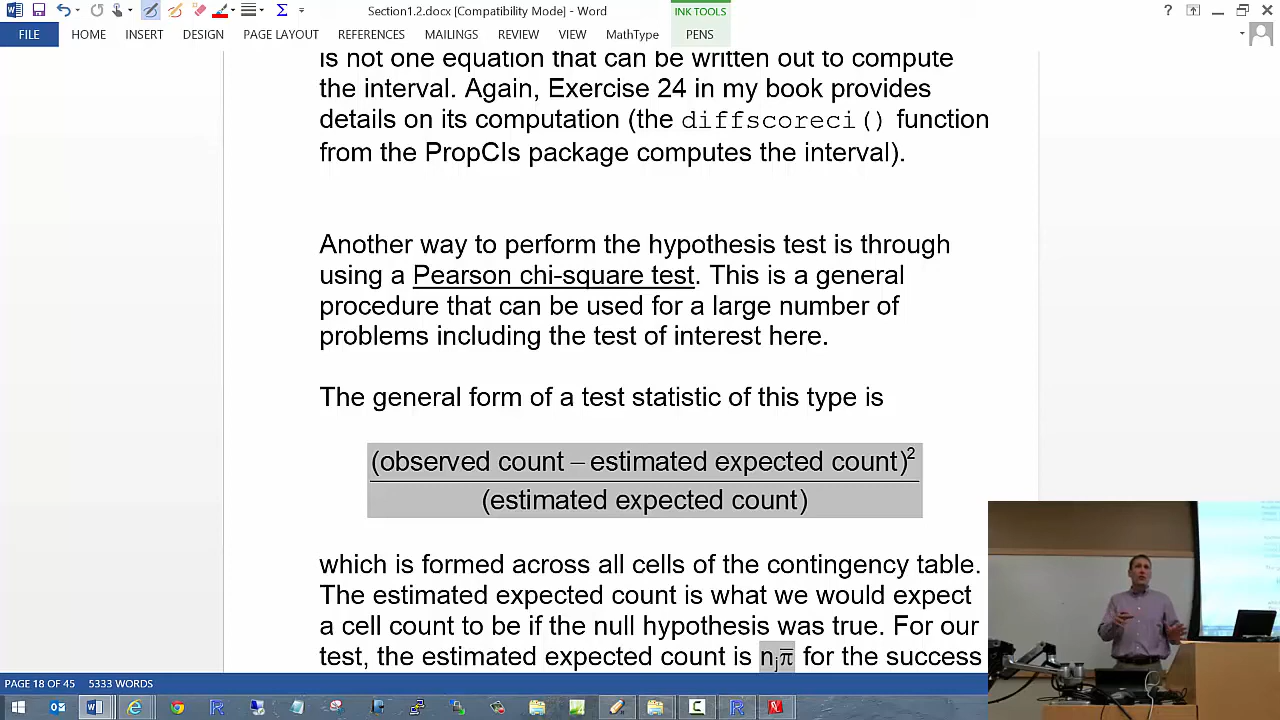 Section1.2.docx [Compatibility Mode] - Word
INK TOOLS
FILE HOME INSERT DESIGN PAGE LAYOUT REFERENCES MAILINGS REVIEW VIEW MathType PENS
is not one equation that can be written out to compute
the interval. Again, Exercise 24 in my book provides
details on its computation (the diffscoreci() function
from the PropCIs package computes the interval).
Another way to perform the hypothesis test is through
using a Pearson chi-square test. This is a general
procedure that can be used for a large number of
problems including the test of interest here.
The general form of a test statistic of this type is
(observed count – estimated expected count)²
(estimated expected count)
which is formed across all cells of the contingency table.
The estimated expected count is what we would expect
a cell count to be if the null hypothesis was true. For our
test, the estimated expected count is nⱼπ̅ for the success
PAGE 18 OF 45 5333 WORDS